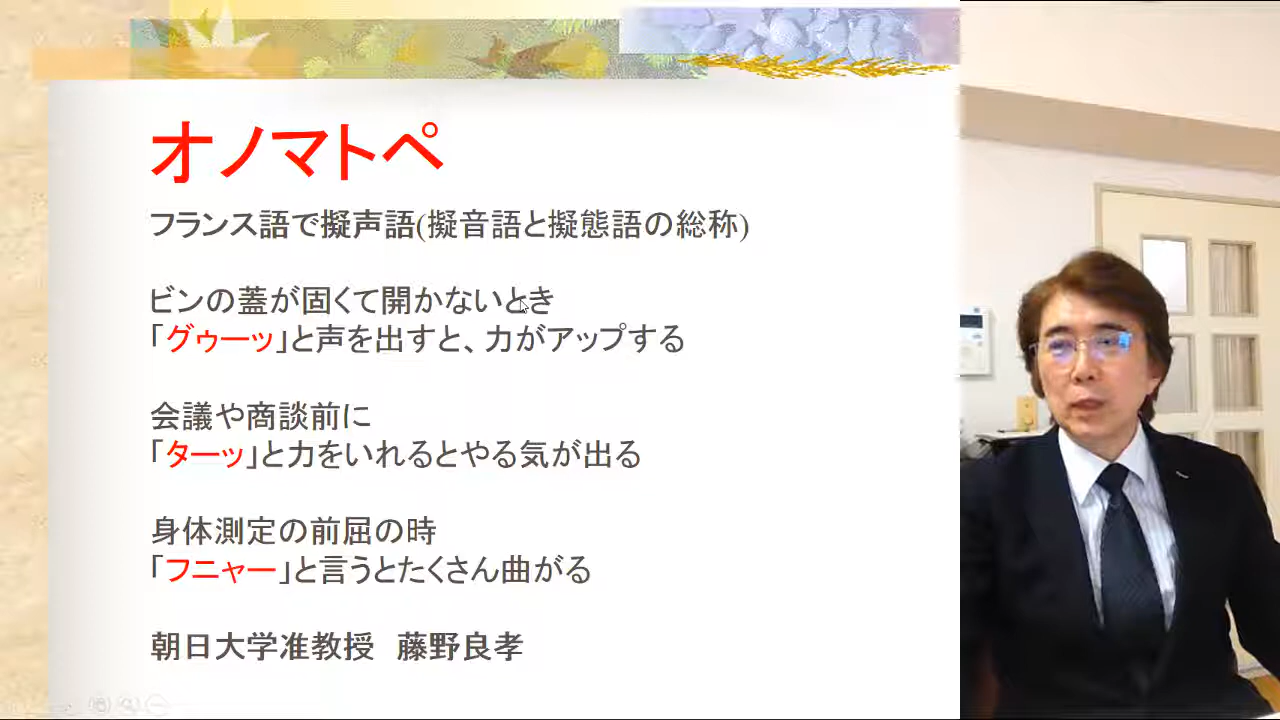 オノマトペ
フランス語で擬声語(擬音語と擬態語の総称)
ビンの蓋が固くて開かないとき
「グゥーッ」と声を出すと、力がアップする
会議や商談前に
「ターッ」と力をいれるとやる気が出る
身体測定の前屈の時
「フニャー」と言うとたくさん曲がる
朝日大学准教授　藤野良孝